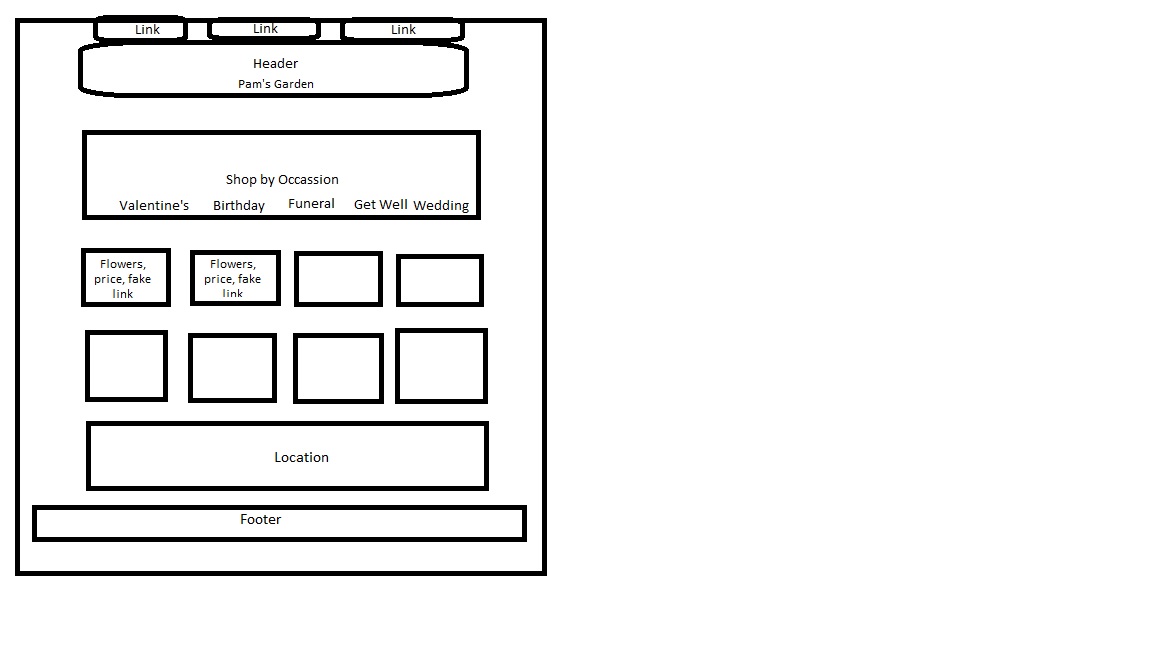 Link Link Link
Header
Pam's Garden
Shop by Occassion
Valentine's Birthday Funeral Get Well Wedding
Flowers, Flowers,
price, fake price, fake
link link
Location
Footer